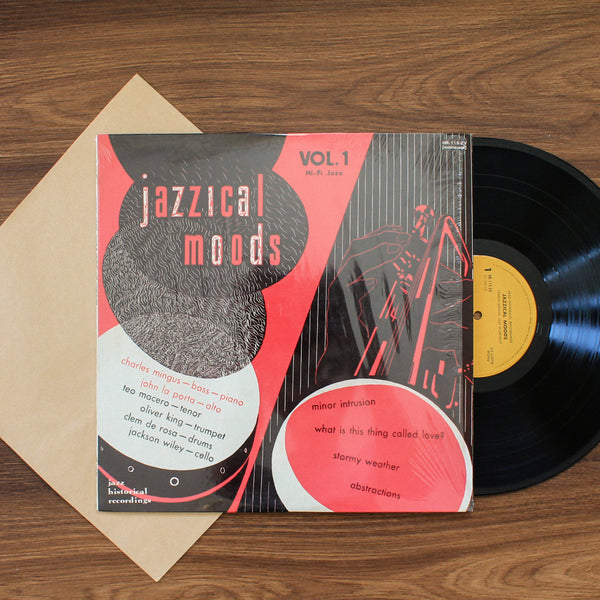 VOL. 1
Hi-Fi Jazz
jazzical
moods
charles mingus—bass—piano
john la porta—alto
teo macero—tenor
oliver king—trumpet
clem de rosa—drums
jackson wiley—cello
jazz
historical
recordings
minor intrusion
what is this thing called love?
stormy weather
abstractions
1
JAZZICAL MOODS